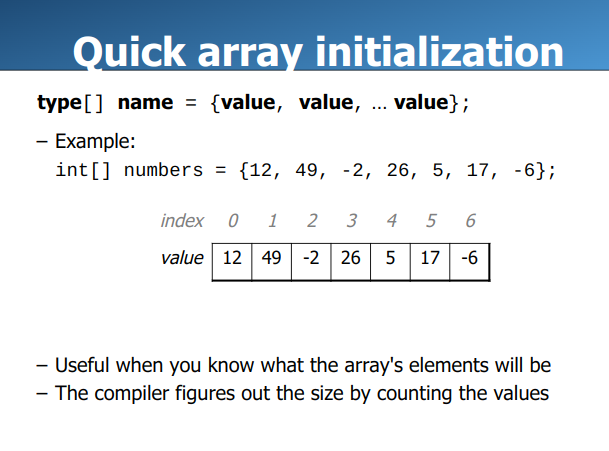 Quick array initialization
type[] name = {value, value, … value};
– Example:
int[] numbers = {12, 49, -2, 26, 5, 17, -6};
index 0 1 2 3 4 5 6
value 12 49 -2 26 5 17 -6
– Useful when you know what the array's elements will be
– The compiler figures out the size by counting the values